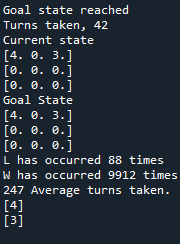 Goal state reached
Turns taken, 42
Current state
[4. 0. 3.]
[0. 0. 0.]
[0. 0. 0.]
Goal State
[4. 0. 3.]
[0. 0. 0.]
[0. 0. 0.]
L has occurred 88 times
W has occurred 9912 times
247 Average turns taken.
[4]
[3]